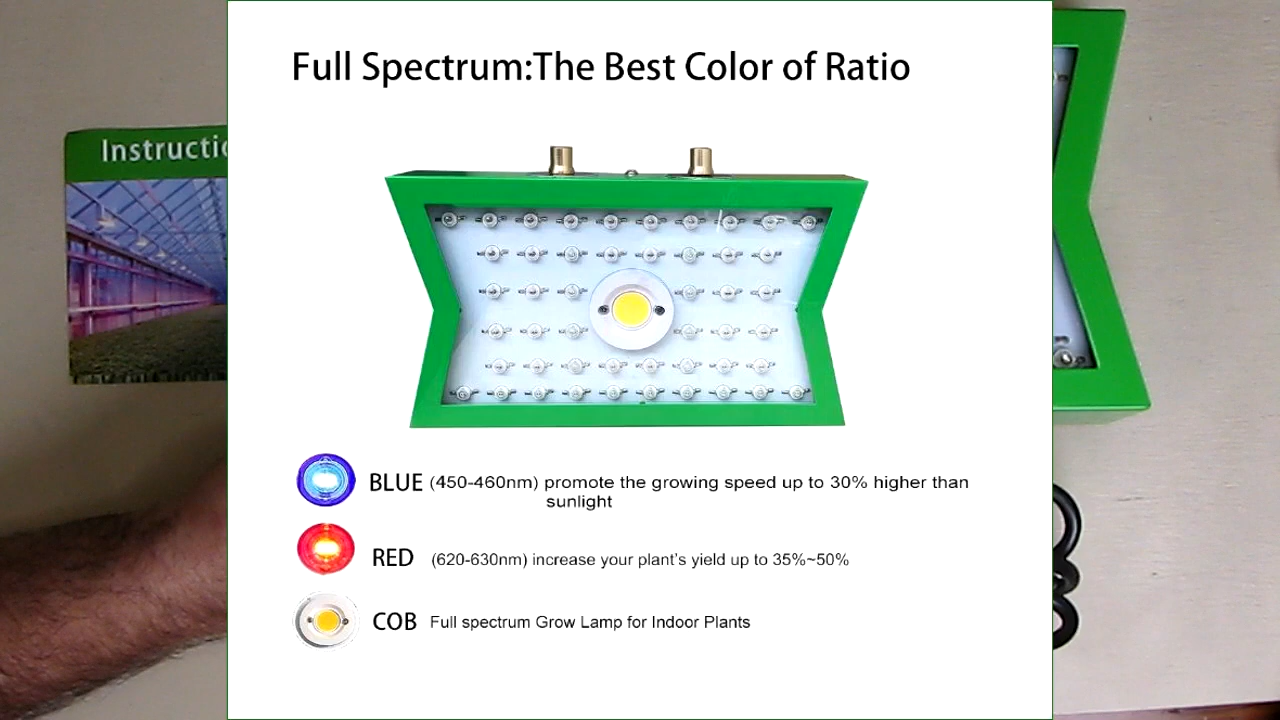 Full Spectrum:The Best Color of Ratio
Instructio
BLUE (450-460nm) promote the growing speed up to 30% higher than
sunlight
RED (620-630nm) increase your plant's yield up to 35%~50%
COB Full spectrum Grow Lamp for Indoor Plants